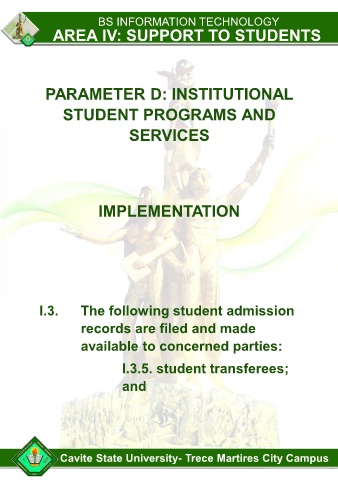 BS INFORMATION TECHNOLOGY
AREA IV: SUPPORT TO STUDENTS
PARAMETER D: INSTITUTIONAL
STUDENT PROGRAMS AND
SERVICES
IMPLEMENTATION
I.3. The following student admission
records are filed and made
available to concerned parties:
I.3.5. student transferees;
and
Cavite State University- Trece Martires City Campus